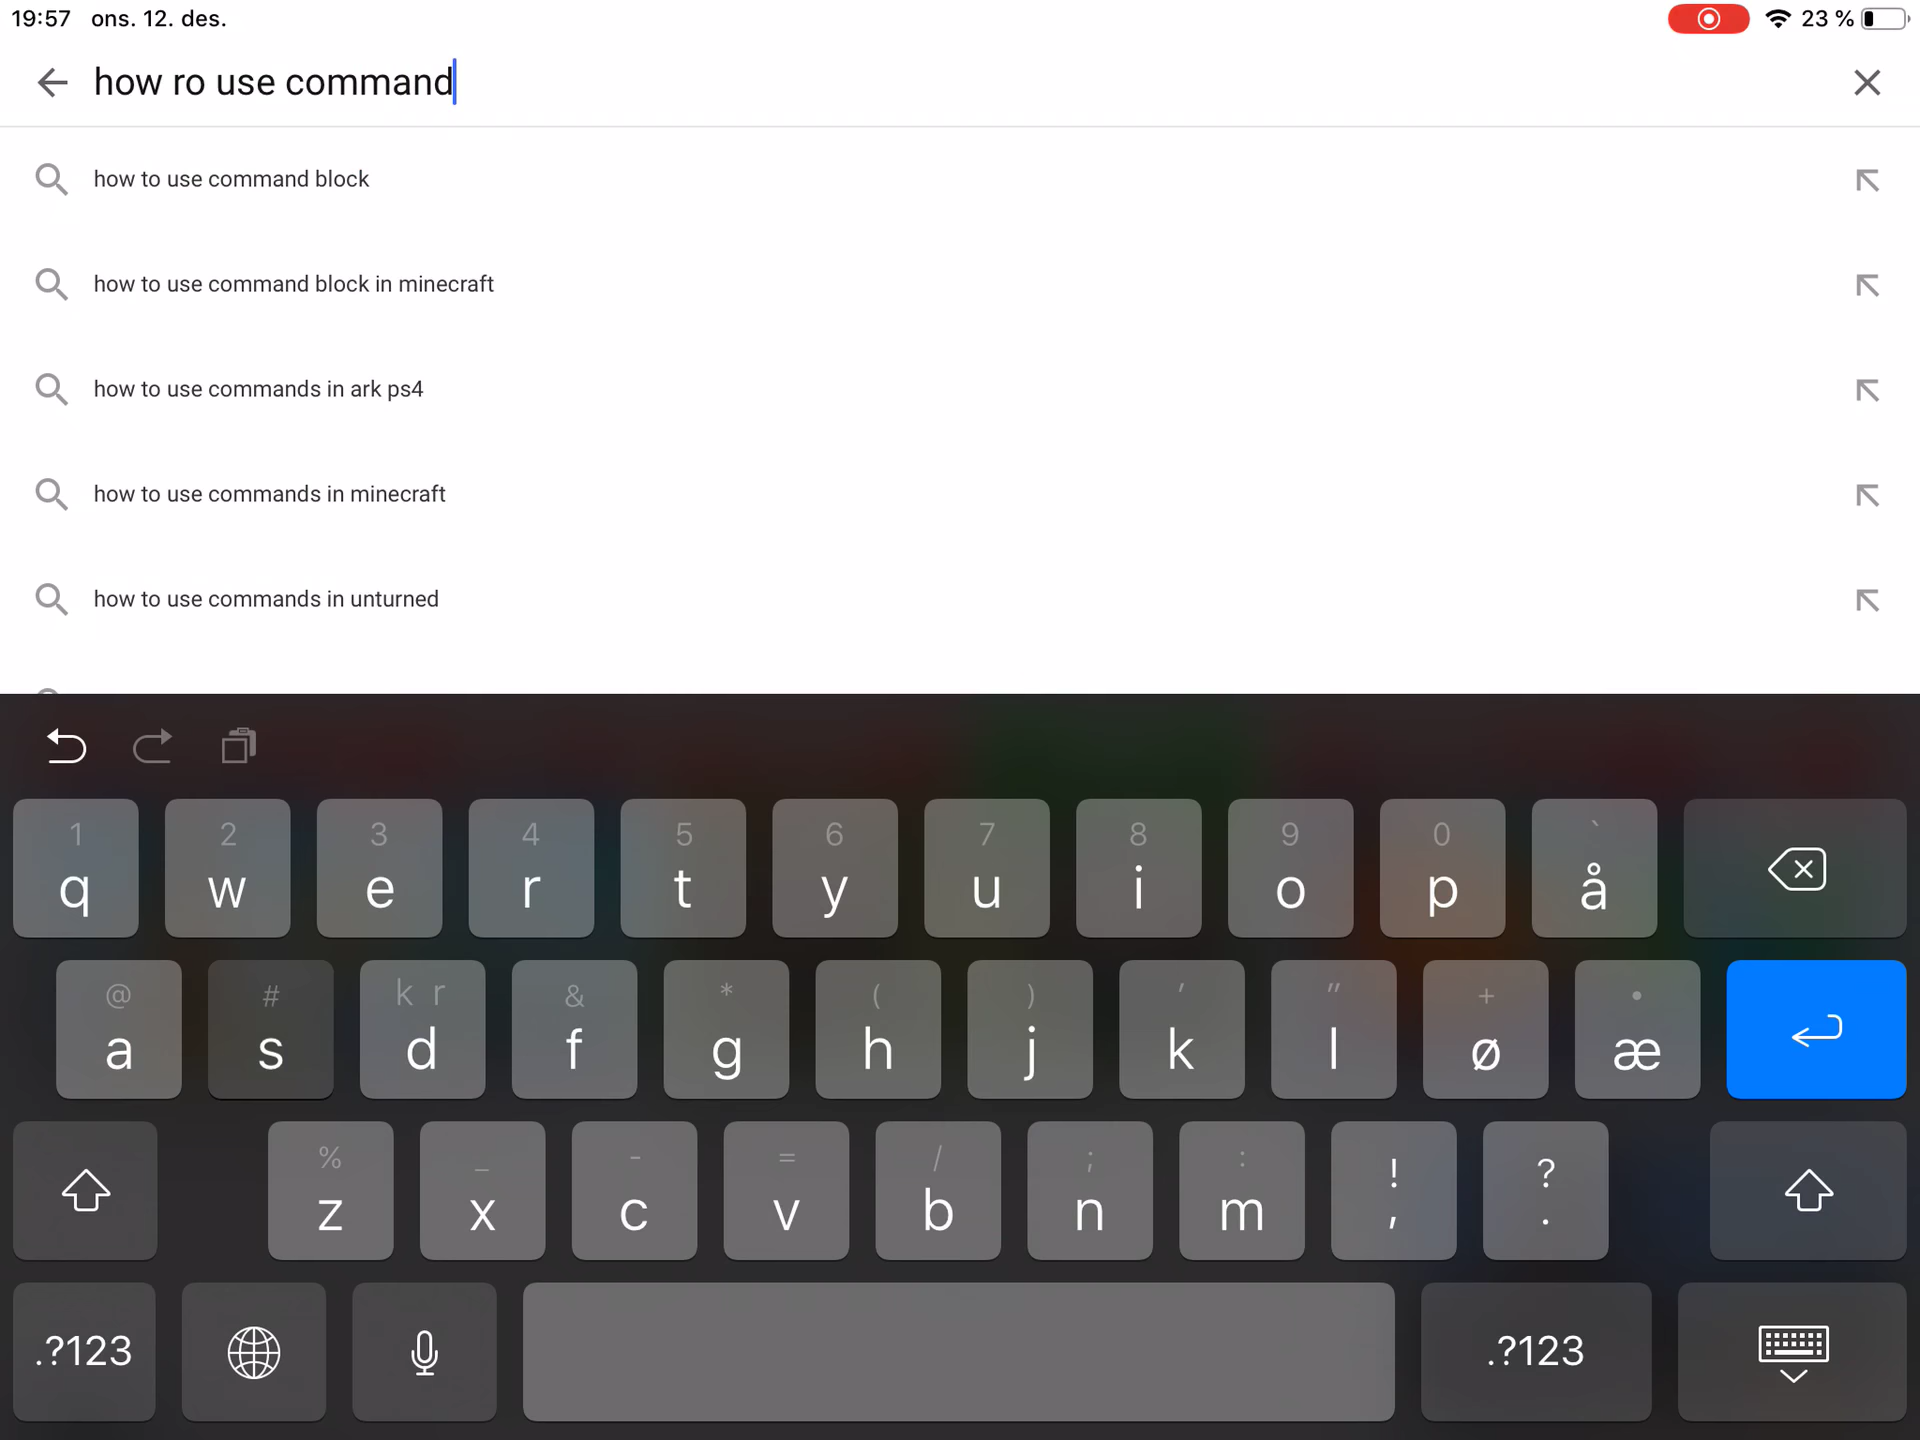 19:57 ons. 12. des. 23 %
how ro use command
how to use command block
how to use command block in minecraft
how to use commands in ark ps4
how to use commands in minecraft
how to use commands in unturned
1 2 3 4 5 6 7 8 9 0 `
q w e r t y u i o p å
@ # k r & * ( ) ' " + •
a s d f g h j k l ø æ
% _ - = / ; : ! ?
z x c v b n m , .
.?123 .?123